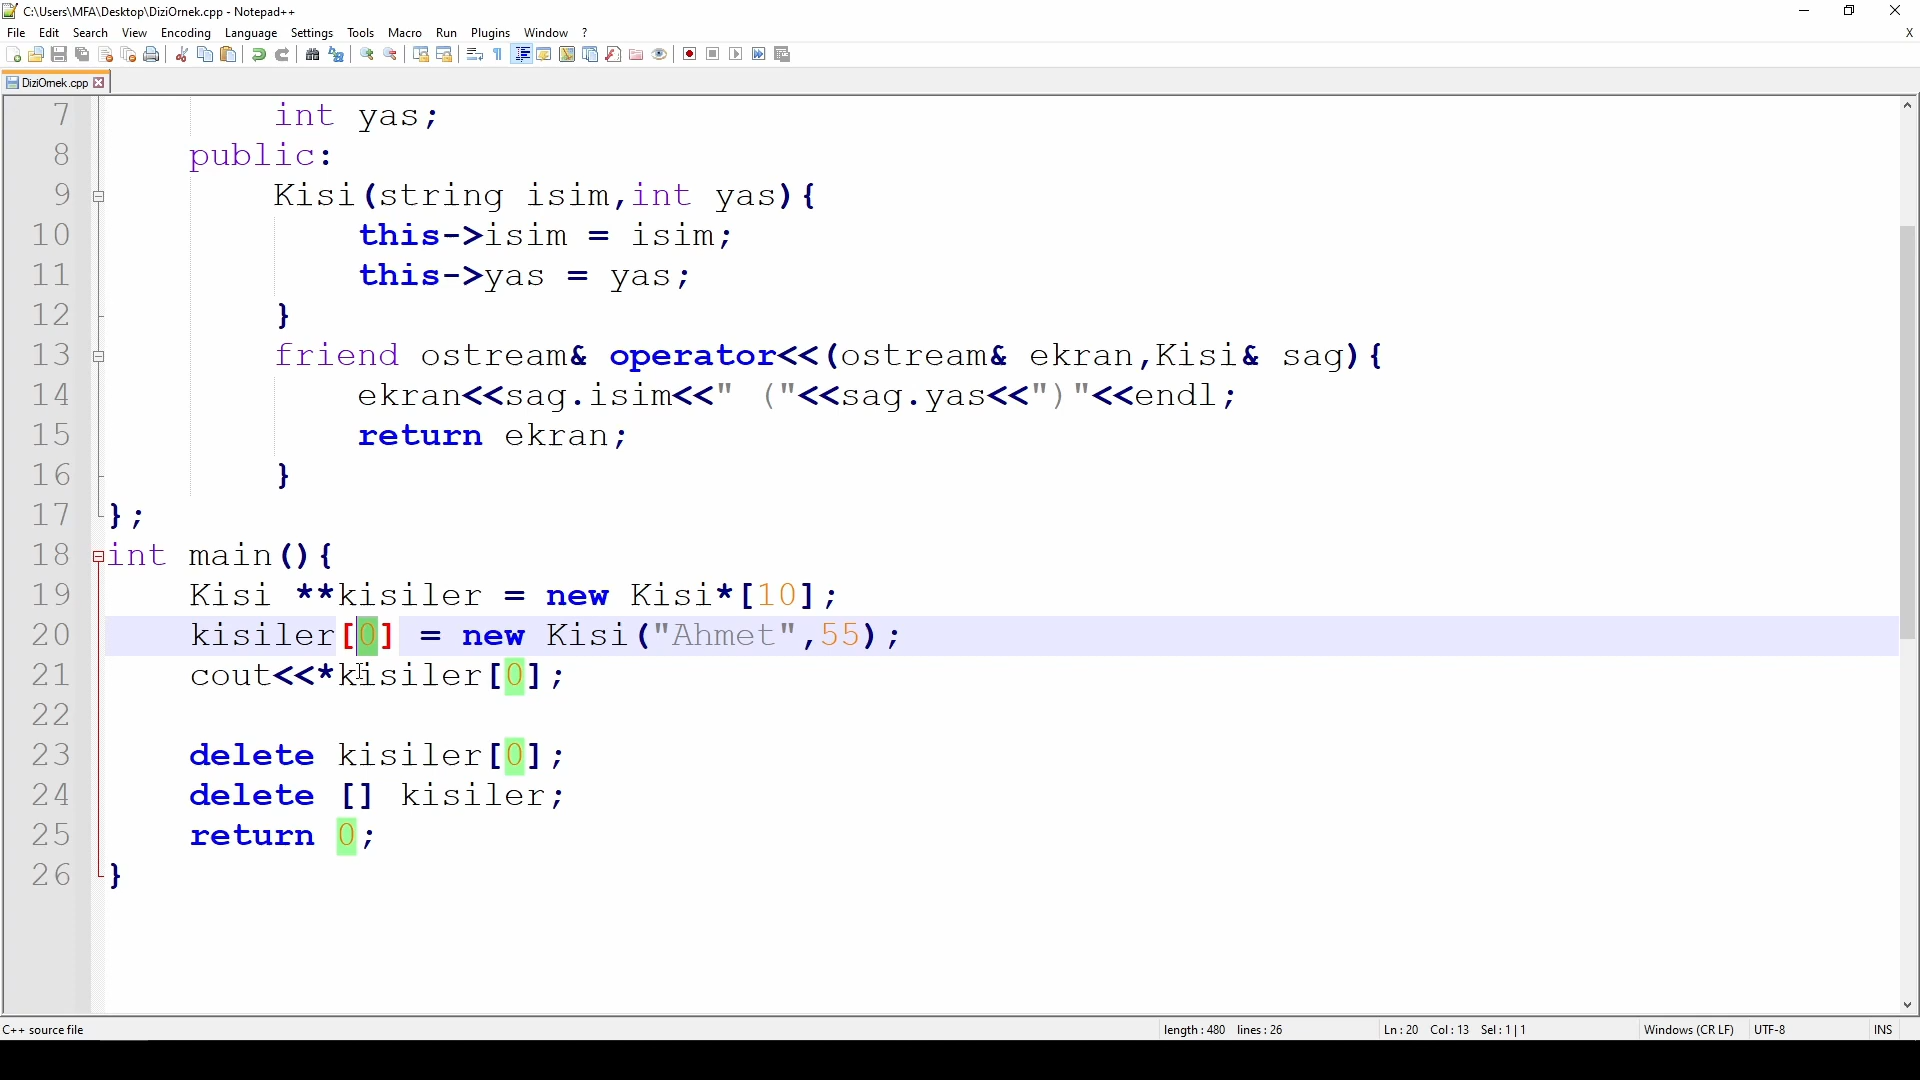 C:\Users\MFA\Desktop\DiziOrnek.cpp - Notepad++
File Edit Search View Encoding Language Settings Tools Macro Run Plugins Window ? X
DiziOrnek.cpp
7 int yas;
8 public:
9 Kisi(string isim,int yas){
10 this->isim = isim;
11 this->yas = yas;
12 }
13 friend ostream& operator<<(ostream& ekran,Kisi& sag){
14 ekran<<sag.isim<<" ("<<sag.yas<<")"<<endl;
15 return ekran;
16 }
17 };
18 int main(){
19 Kisi **kisiler = new Kisi*[10];
20 kisiler[0] = new Kisi("Ahmet",55);
21 cout<<*kisiler[0];
22
23 delete kisiler[0];
24 delete [] kisiler;
25 return 0;
26 }
C++ source file length : 480 lines : 26 Ln : 20 Col : 13 Sel : 1 | 1 Windows (CR LF) UTF-8 INS